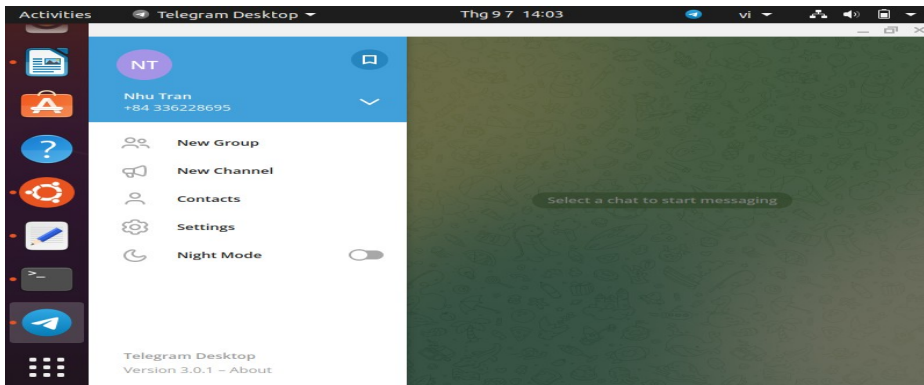 Activities Telegram Desktop Thg 9 7 14:03 vi
NT
Nhu Tran
+84 336228695
New Group
New Channel
Contacts
Settings
Night Mode
Select a chat to start messaging
Telegram Desktop
Version 3.0.1 – About